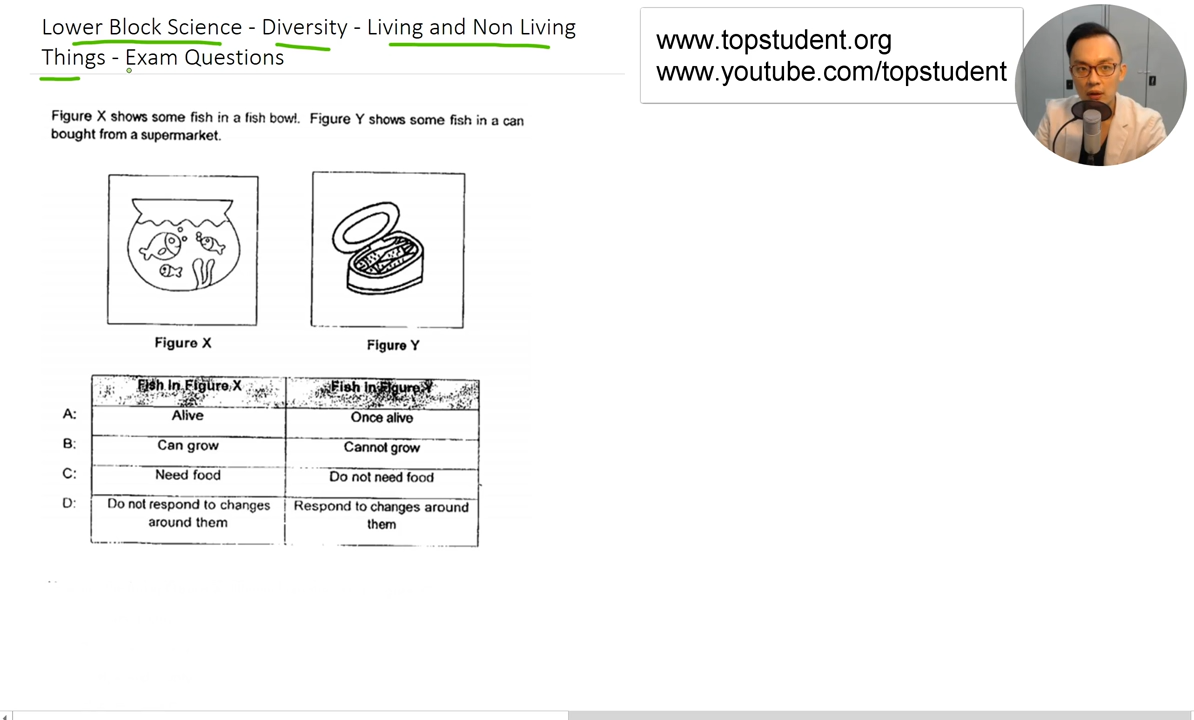 Lower Block Science - Diversity - Living and Non Living
Things - Exam Questions
www.topstudent.org
www.youtube.com/topstudent
Figure X shows some fish in a fish bowl. Figure Y shows some fish in a can
bought from a supermarket.
Figure X
Figure Y
Fish in Figure X
Fish in Figure Y
A:
Alive
Once alive
B:
Can grow
Cannot grow
C:
Need food
Do not need food
D:
Do not respond to changes
around them
Respond to changes around
them